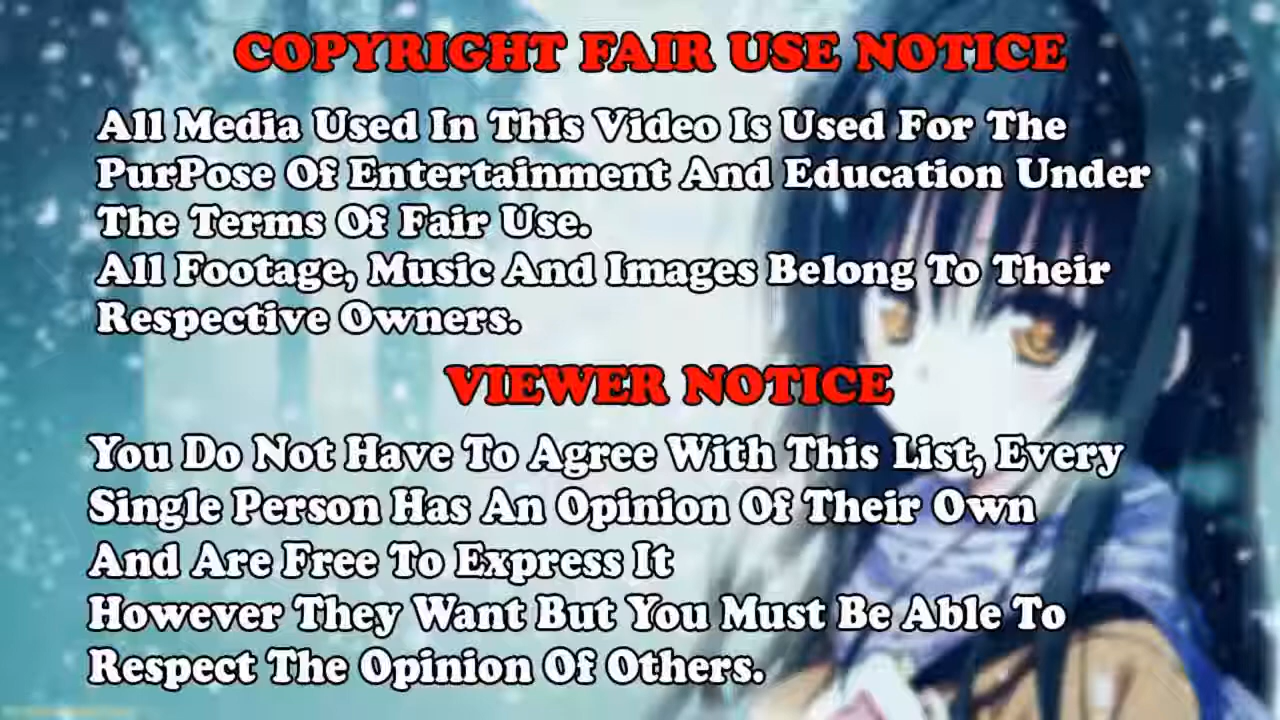 COPYRIGHT FAIR USE NOTICE
All Media Used In This Video Is Used For The
PurPose Of Entertainment And Education Under
The Terms Of Fair Use.
All Footage, Music And Images Belong To Their
Respective Owners.
VIEWER NOTICE
You Do Not Have To Agree With This List, Every
Single Person Has An Opinion Of Their Own
And Are Free To Express It
However They Want But You Must Be Able To
Respect The Opinion Of Others.